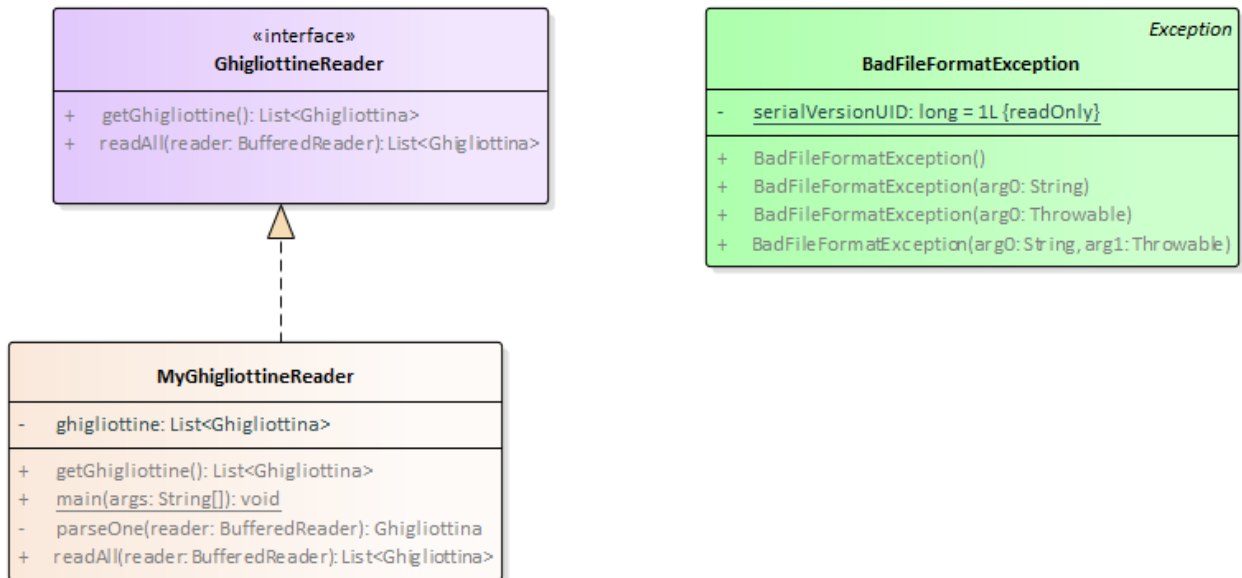 «interface»
GhigliottineReader
+ getGhigliottine(): List<Ghigliottina>
+ readAll(reader: BufferedReader): List<Ghigliottina>
Exception
BadFileFormatException
- serialVersionUID: long = 1L {readOnly}
+ BadFileFormatException()
+ BadFileFormatException(arg0: String)
+ BadFileFormatException(arg0: Throwable)
+ BadFileFormatException(arg0: String, arg1: Throwable)
MyGhigliottineReader
- ghigliottine: List<Ghigliottina>
+ getGhigliottine(): List<Ghigliottina>
+ main(args: String[]): void
- parseOne(reader: BufferedReader): Ghigliottina
+ readAll(reader: BufferedReader): List<Ghigliottina>